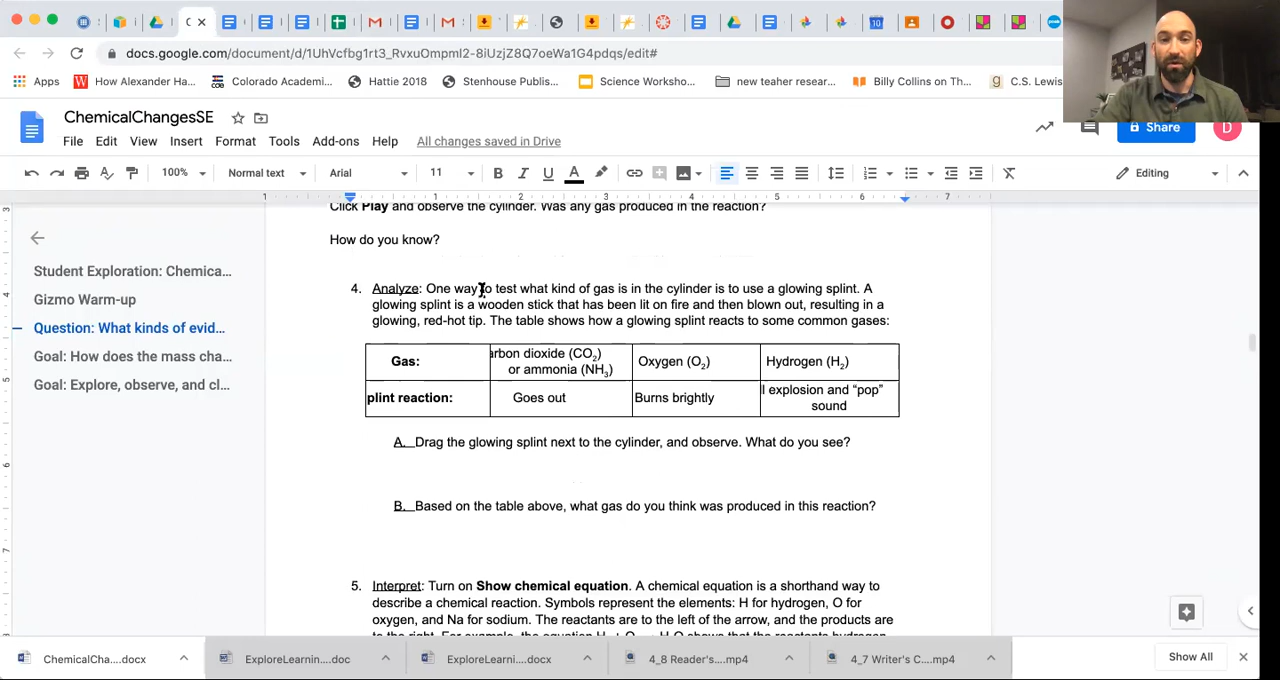 docs.google.com/document/d/1UhVcfbg1rt3_RvxuOmpml2-8iUzjZ8Q7oeWa1G4pdqs/edit#
Apps
How Alexander Ha...
Colorado Academi...
Hattie 2018
Stenhouse Publis...
Science Worksho...
new teaher resear...
Billy Collins on Th...
C.S. Lewis
ChemicalChangesSE
File Edit View Insert Format Tools Add-ons Help All changes saved in Drive
Share
D
100% Normal text Arial 11 B I U A Editing
1 1 2 3 4 5 6 7
Click Play and observe the cylinder. Was any gas produced in the reaction?
How do you know?
Student Exploration: Chemica...
Gizmo Warm-up
Question: What kinds of evid...
Goal: How does the mass cha...
Goal: Explore, observe, and cl...
4. Analyze: One way to test what kind of gas is in the cylinder is to use a glowing splint. A
glowing splint is a wooden stick that has been lit on fire and then blown out, resulting in a
glowing, red-hot tip. The table shows how a glowing splint reacts to some common gases:
Gas:
arbon dioxide (CO₂)
or ammonia (NH₃)
Oxygen (O₂)
Hydrogen (H₂)
plint reaction:
Goes out
Burns brightly
l explosion and “pop”
sound
A. Drag the glowing splint next to the cylinder, and observe. What do you see?
B. Based on the table above, what gas do you think was produced in this reaction?
5. Interpret: Turn on Show chemical equation. A chemical equation is a shorthand way to
describe a chemical reaction. Symbols represent the elements: H for hydrogen, O for
oxygen, and Na for sodium. The reactants are to the left of the arrow, and the products are
ChemicalCha....docx
ExploreLearnin....doc
ExploreLearni....docx
4_8 Reader's....mp4
4_7 Writer's C....mp4
Show All